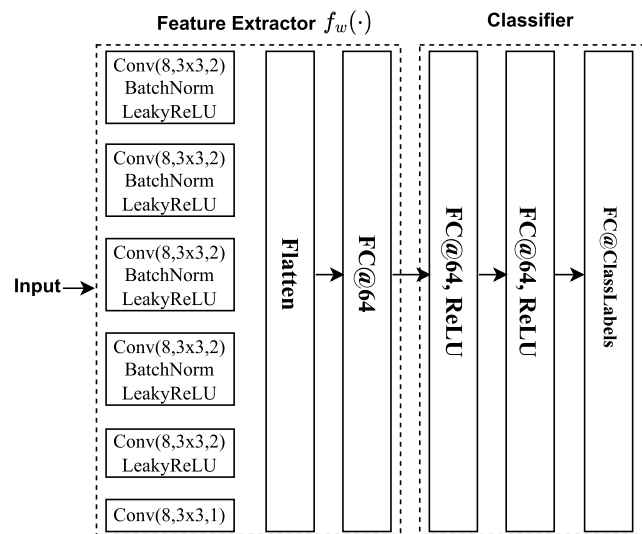 Feature Extractor f_w(·)
Classifier
Input
Conv(8,3x3,2)
BatchNorm
LeakyReLU
Conv(8,3x3,2)
BatchNorm
LeakyReLU
Conv(8,3x3,2)
BatchNorm
LeakyReLU
Conv(8,3x3,2)
BatchNorm
LeakyReLU
Conv(8,3x3,2)
LeakyReLU
Conv(8,3x3,1)
Flatten
FC@64
FC@64, ReLU
FC@64, ReLU
FC@ClassLabels